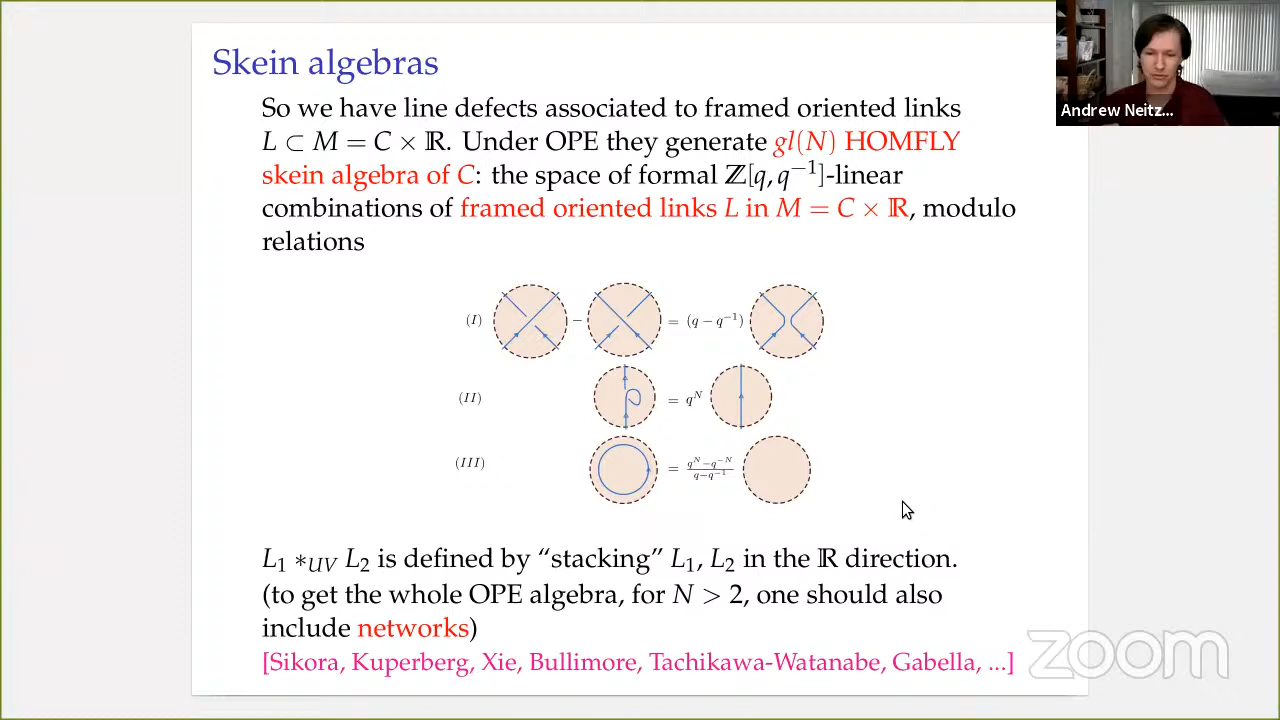 Skein algebras
So we have line defects associated to framed oriented links
L ⊂ M = C × ℝ. Under OPE they generate gl(N) HOMFLY
skein algebra of C: the space of formal ℤ[q, q⁻¹]-linear
combinations of framed oriented links L in M = C × ℝ, modulo
relations
(I) − = (q − q⁻¹)
(II) = q^N
(III) = (q^N − q^{-N})/(q − q⁻¹)
L₁ *_{UV} L₂ is defined by “stacking” L₁, L₂ in the ℝ direction.
(to get the whole OPE algebra, for N > 2, one should also
include networks)
[Sikora, Kuperberg, Xie, Bullimore, Tachikawa-Watanabe, Gabella, ...]
Andrew Neitz...
zoom